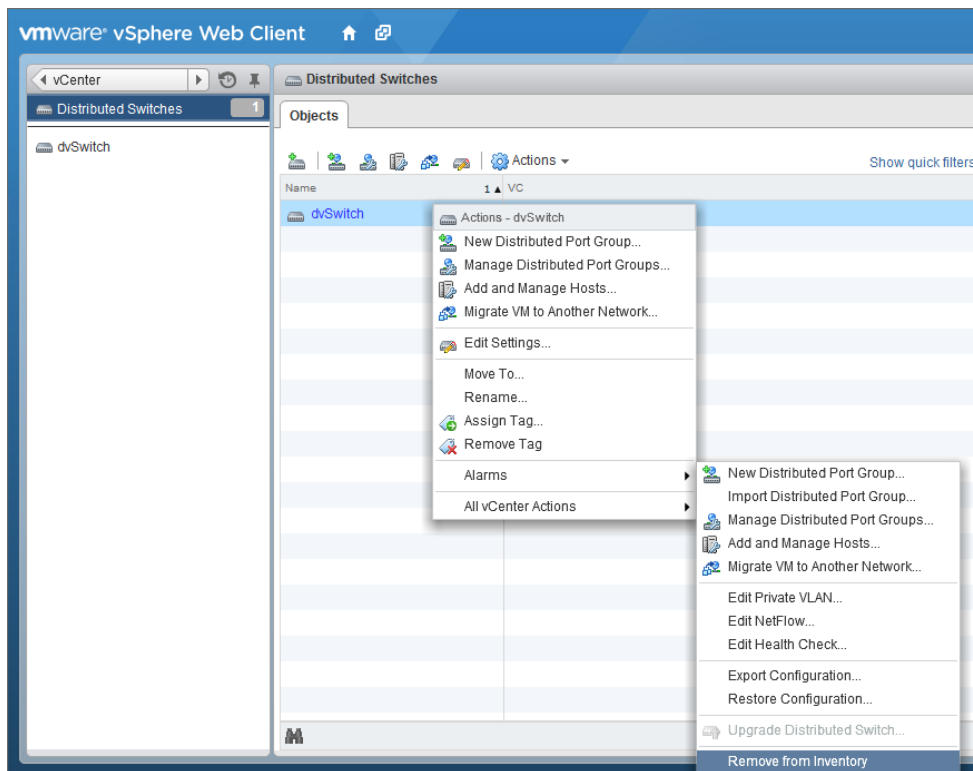 vmware® vSphere Web Client
vCenter
Distributed Switches 1
dvSwitch
Distributed Switches
Objects
Actions
Show quick filters
Name 1 VC
dvSwitch
Actions - dvSwitch
New Distributed Port Group...
Manage Distributed Port Groups...
Add and Manage Hosts...
Migrate VM to Another Network...
Edit Settings...
Move To...
Rename...
Assign Tag...
Remove Tag
Alarms
All vCenter Actions
New Distributed Port Group...
Import Distributed Port Group...
Manage Distributed Port Groups...
Add and Manage Hosts...
Migrate VM to Another Network...
Edit Private VLAN...
Edit NetFlow...
Edit Health Check...
Export Configuration...
Restore Configuration...
Upgrade Distributed Switch...
Remove from Inventory